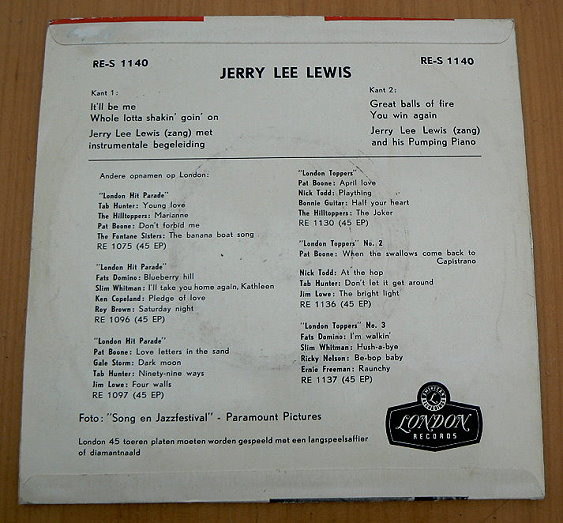 RE-S 1140
RE-S 1140
JERRY LEE LEWIS
Kant 1:
It'll be me
Whole lotta shakin' goin' on
Jerry Lee Lewis (zang) met
instrumentale begeleiding
Kant 2:
Great balls of fire
You win again
Jerry Lee Lewis (zang)
and his Pumping Piano
Andere opnamen op London:
"London Hit Parade"
Tab Hunter: Young love
The Hilltoppers: Marianne
Pat Boone: Don't forbid me
The Fontane Sisters: The banana boat song
RE 1075 (45 EP)
"London Hit Parade"
Fats Domino: Blueberry hill
Slim Whitman: I'll take you home again, Kathleen
Ken Copeland: Pledge of love
Roy Brown: Saturday night
RE 1096 (45 EP)
"London Hit Parade"
Pat Boone: Love letters in the sand
Gale Storm: Dark moon
Tab Hunter: Ninety-nine ways
Jim Lowe: Four walls
RE 1097 (45 EP)
"London Toppers"
Pat Boone: April love
Nick Todd: Plaything
Bonnie Guitar: Half your heart
The Hilltoppers: The Joker
RE 1130 (45 EP)
"London Toppers" No. 2
Pat Boone: When the swallows come back to
Capistrano
Nick Todd: At the hop
Tab Hunter: Don't let it get around
Jim Lowe: The bright light
RE 1136 (45 EP)
"London Toppers" No. 3
Fats Domino: I'm walkin'
Slim Whitman: Hush-a-bye
Ricky Nelson: Be-bop baby
Ernie Freeman: Raunchy
RE 1137 (45 EP)
Foto: "Song en Jazzfestival" - Paramount Pictures
London 45 toeren platen moeten worden gespeeld met een langspeelsaffier
of diamantnaald
LONDON
RECORDS